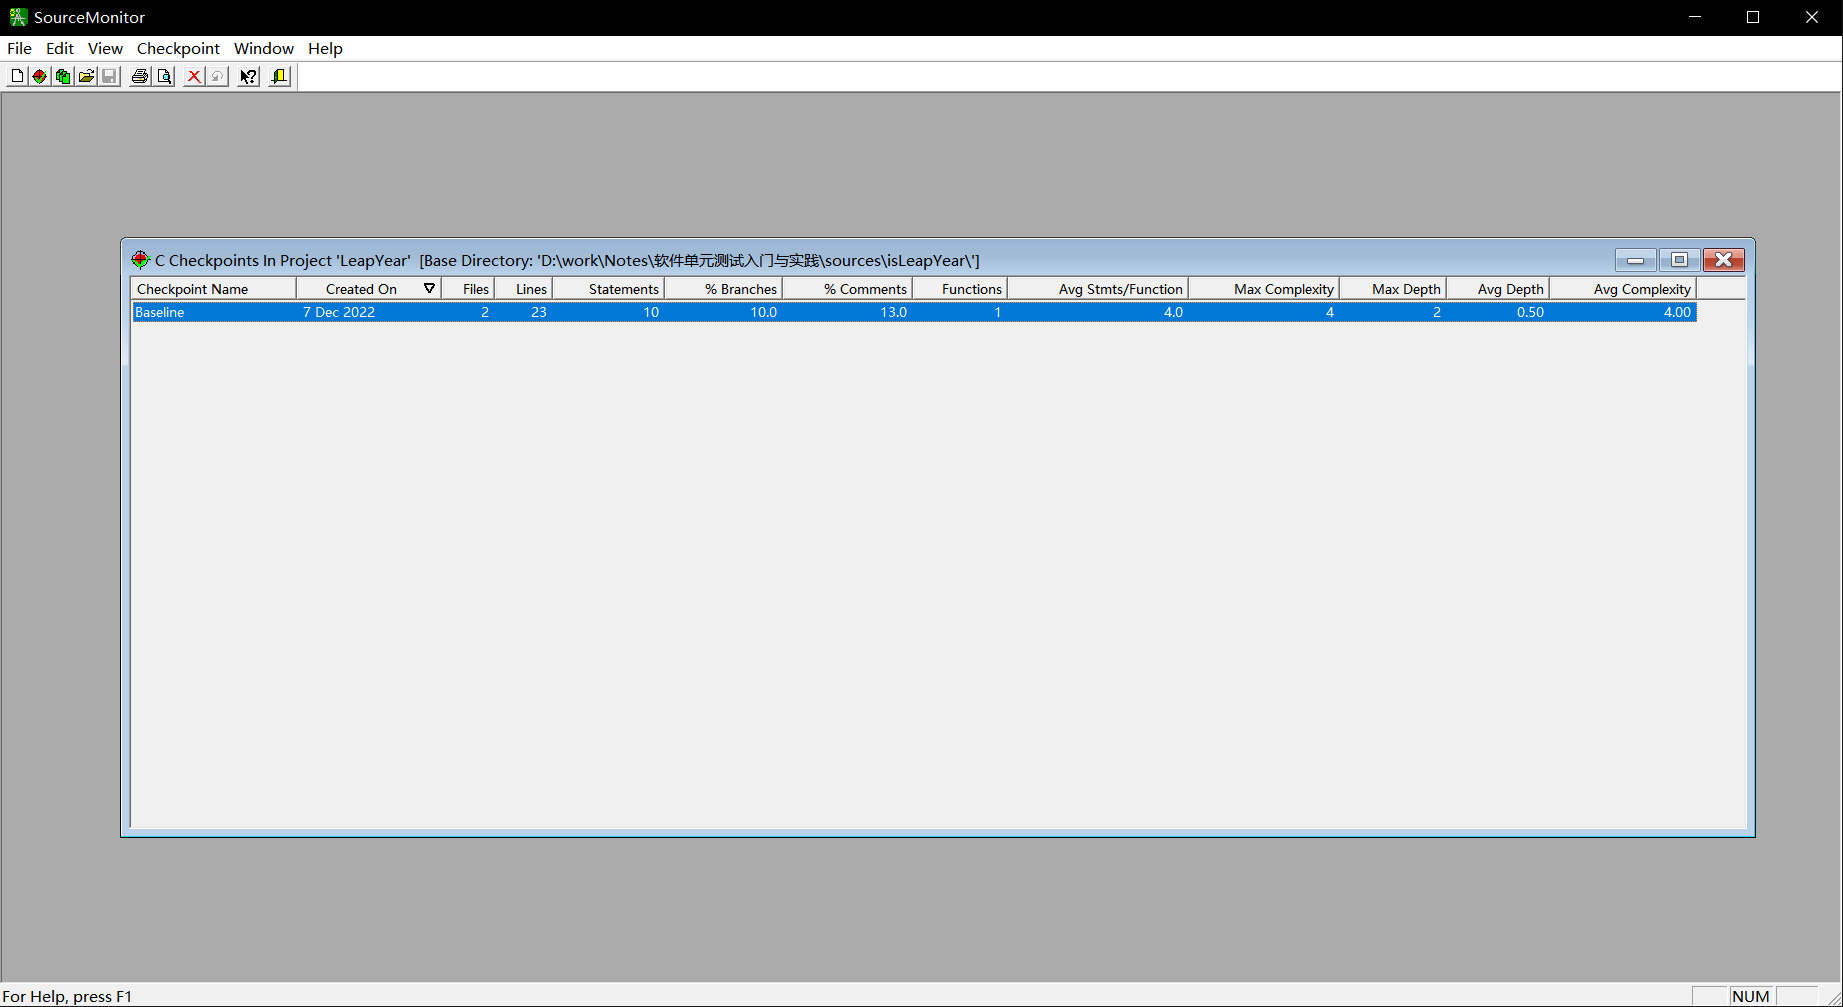 SourceMonitor
File Edit View Checkpoint Window Help
C Checkpoints In Project 'LeapYear' [Base Directory: 'D:\work\Notes\软件单元测试入门与实践\sources\isLeapYear\']
Checkpoint Name Created On Files Lines Statements % Branches % Comments Functions Avg Stmts/Function Max Complexity Max Depth Avg Depth Avg Complexity
Baseline 7 Dec 2022 2 23 10 10.0 13.0 1 4.0 4 2 0.50 4.00
For Help, press F1 NUM